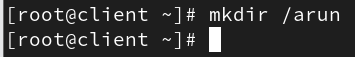 [root@client ~]# mkdir /arun
[root@client ~]#